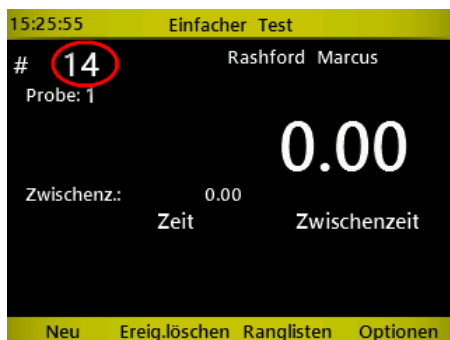 15:25:55 Einfacher Test
# 14 Rashford Marcus
Probe: 1
0.00
Zwischenz.: 0.00
Zeit Zwischenzeit
Neu Ereig.löschen Ranglisten Optionen